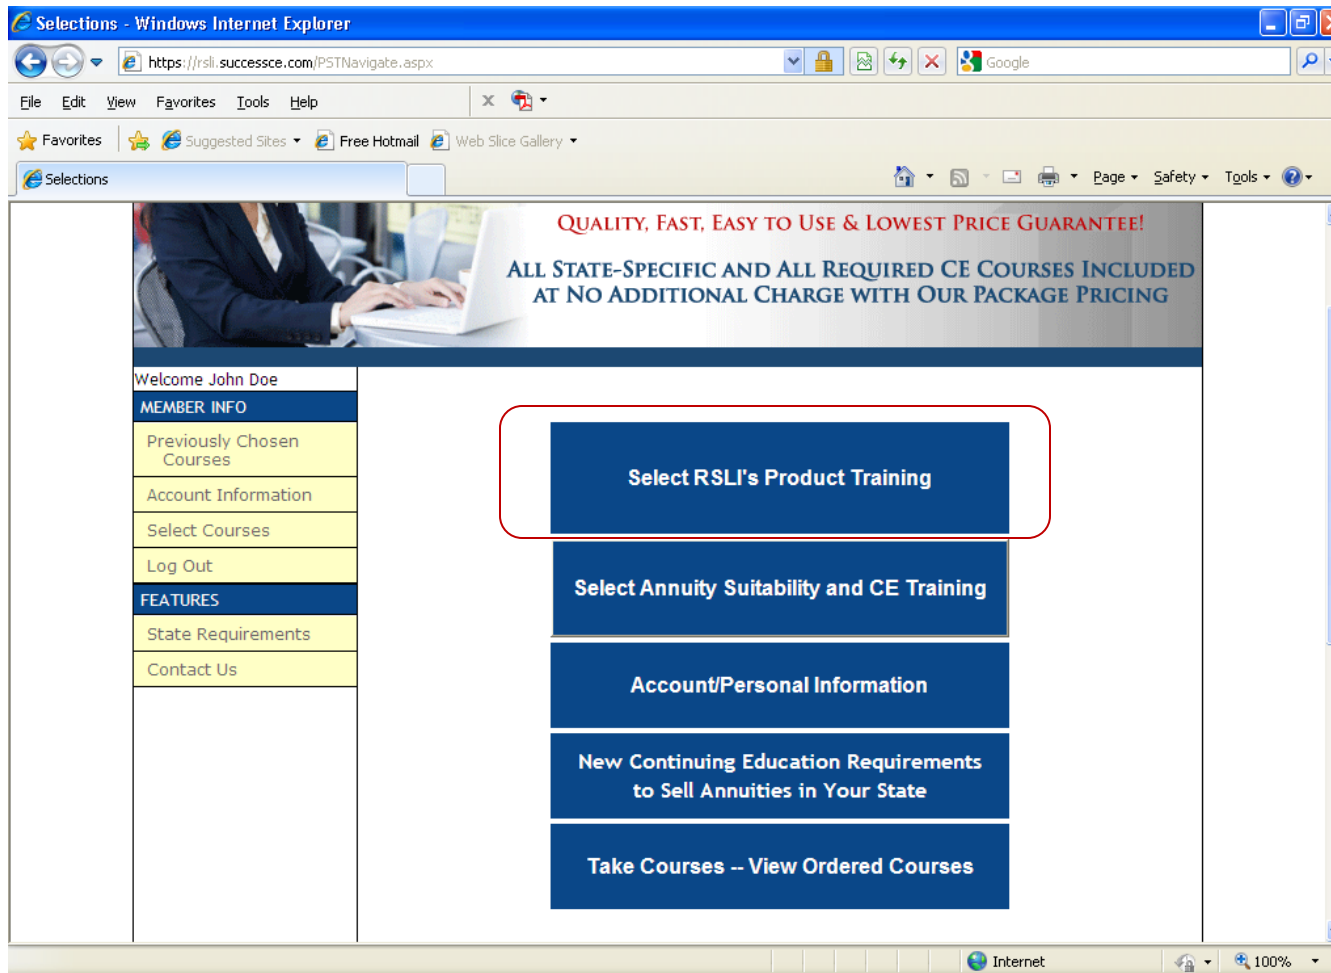 Selections - Windows Internet Explorer
https://rsli.successce.com/PSTNavigate.aspx
Google
File Edit View Favorites Tools Help
x
Favorites Suggested Sites Free Hotmail Web Slice Gallery
Selections
Page Safety Tools
QUALITY, FAST, EASY TO USE & LOWEST PRICE GUARANTEE!
ALL STATE-SPECIFIC AND ALL REQUIRED CE COURSES INCLUDED
AT NO ADDITIONAL CHARGE WITH OUR PACKAGE PRICING
Welcome John Doe
MEMBER INFO
Previously Chosen
Courses
Account Information
Select Courses
Log Out
FEATURES
State Requirements
Contact Us
Select RSLI's Product Training
Select Annuity Suitability and CE Training
Account/Personal Information
New Continuing Education Requirements
to Sell Annuities in Your State
Take Courses -- View Ordered Courses
Internet
100%